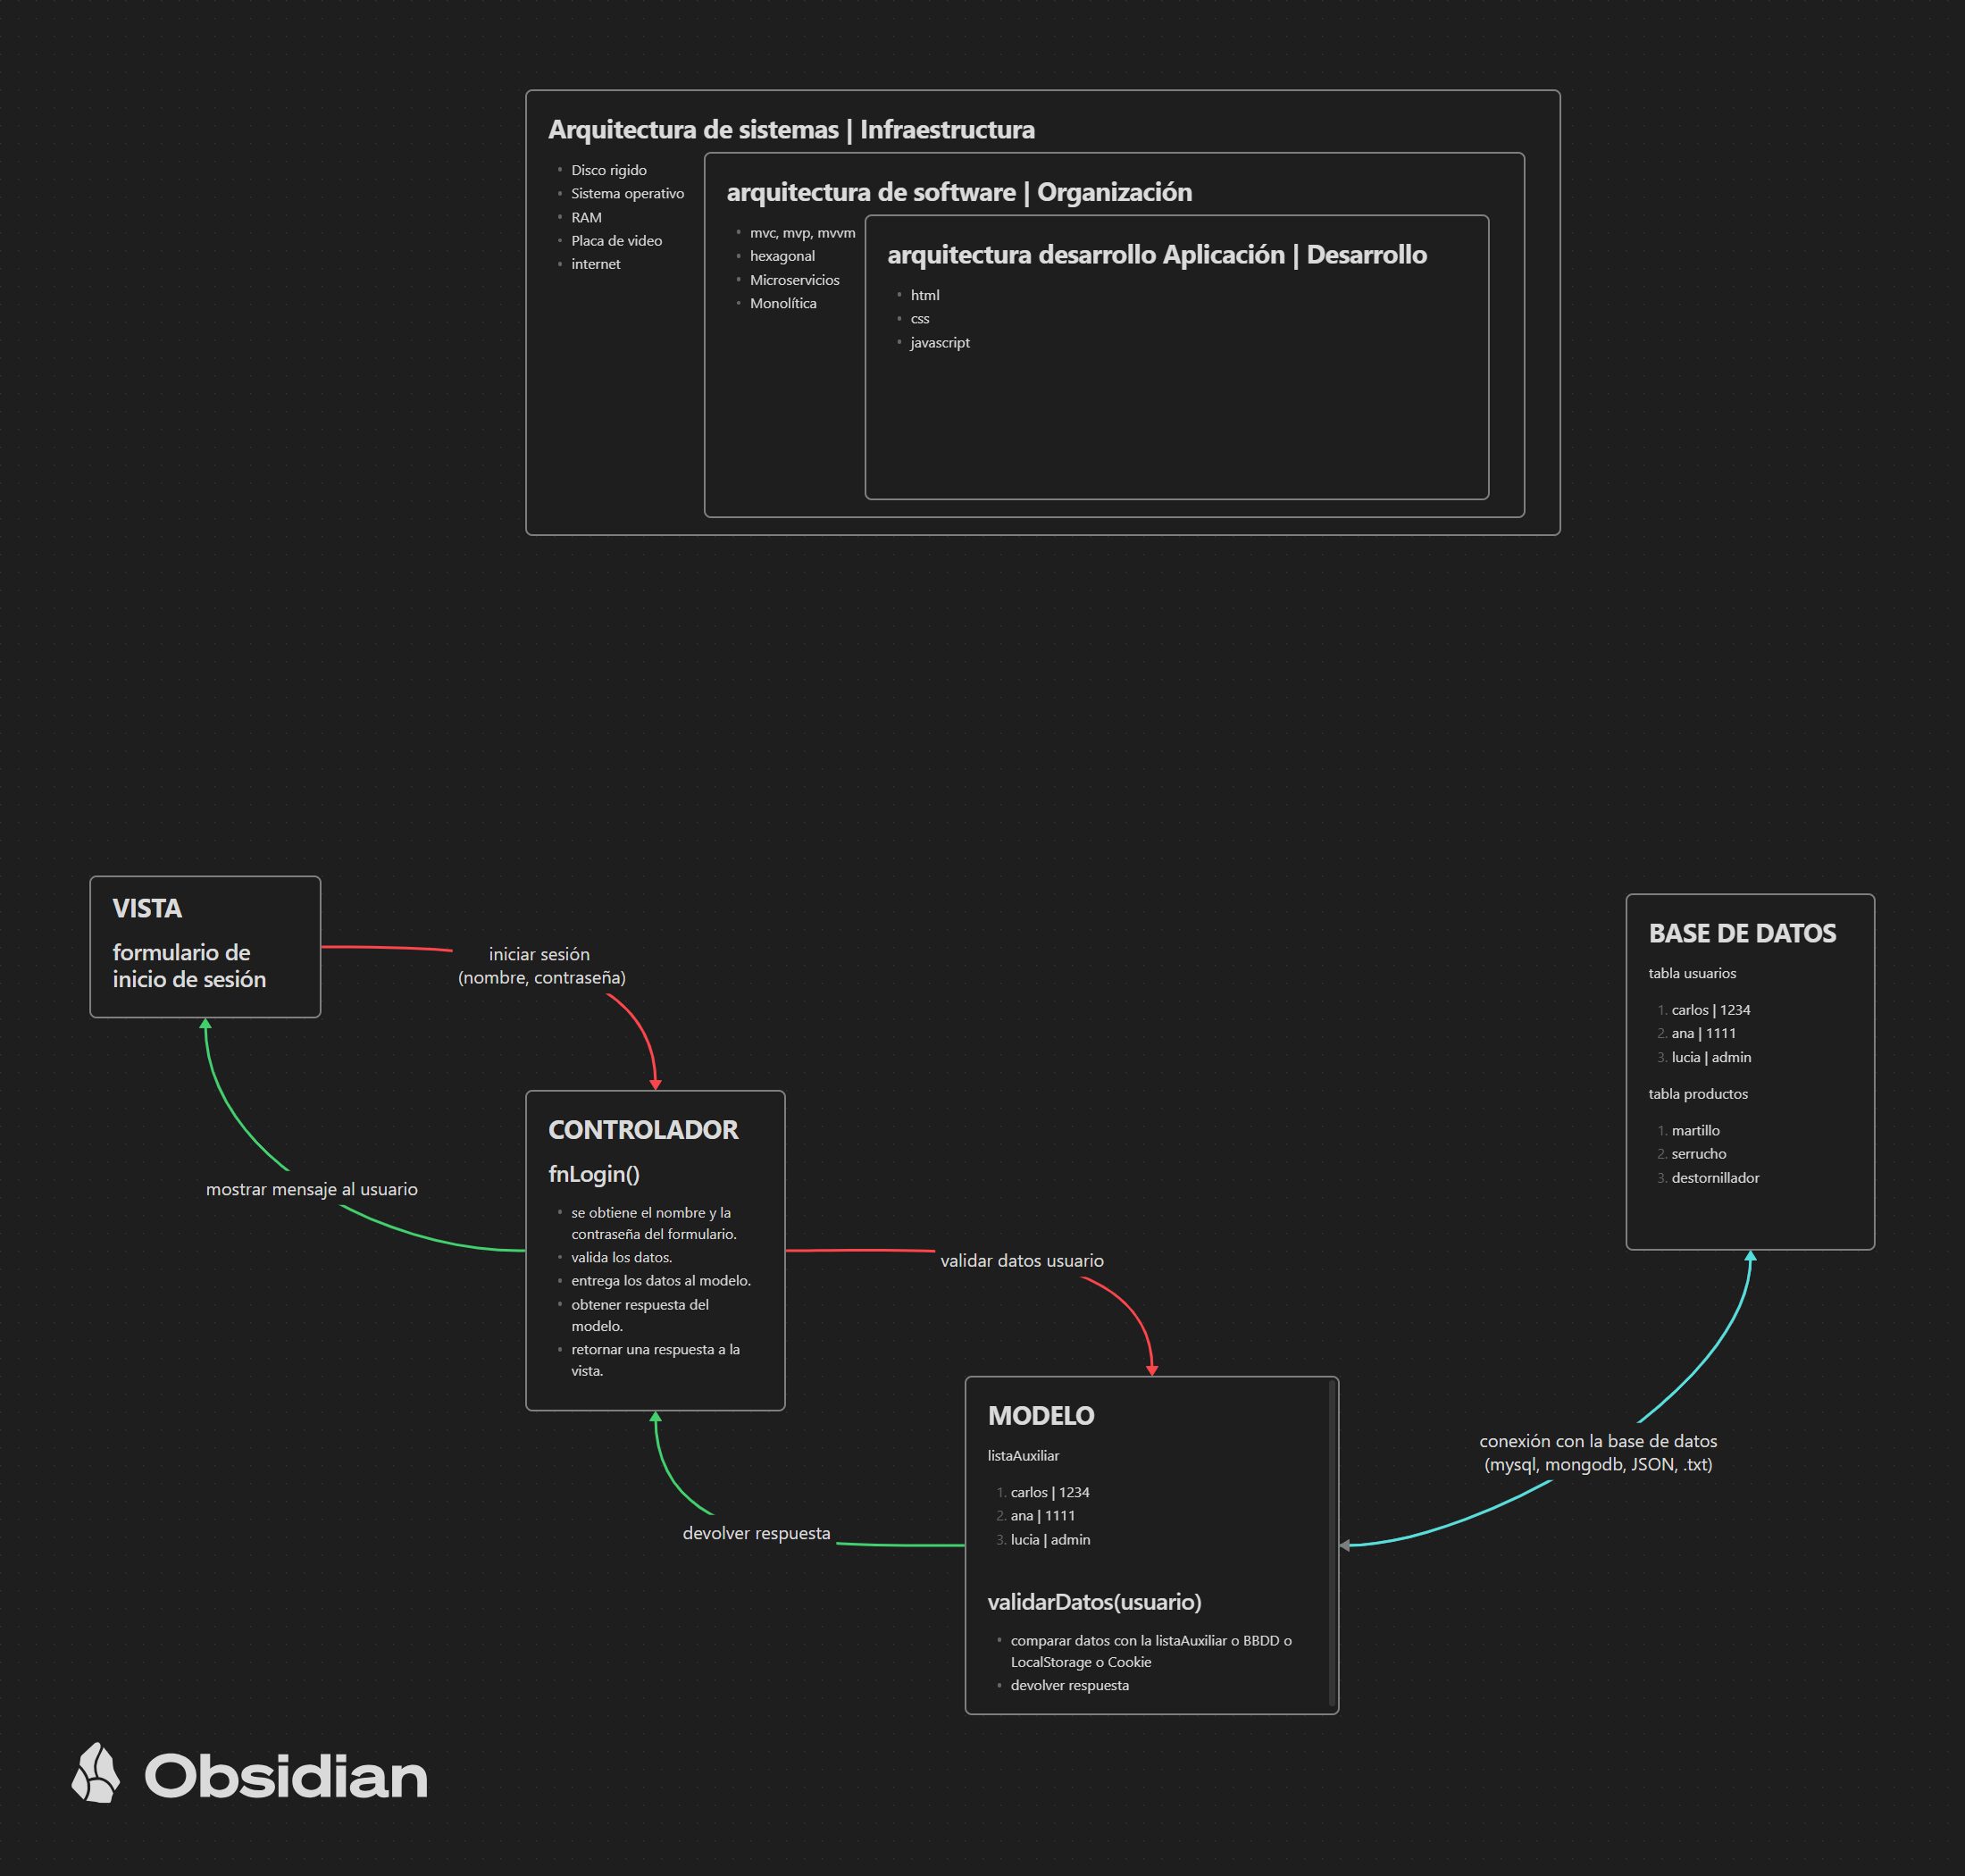 Arquitectura de sistemas | Infraestructura
Disco rigido
Sistema operativo
RAM
Placa de video
internet
arquitectura de software | Organización
mvc, mvp, mvvm
hexagonal
Microservicios
Monolítica
arquitectura desarrollo Aplicación | Desarrollo
html
css
javascript
VISTA
formulario de
inicio de sesión
iniciar sesión
(nombre, contraseña)
BASE DE DATOS
tabla usuarios
1. carlos | 1234
2. ana | 1111
3. lucia | admin
tabla productos
1. martillo
2. serrucho
3. destornillador
CONTROLADOR
fnLogin()
se obtiene el nombre y la
contraseña del formulario.
valida los datos.
entrega los datos al modelo.
obtener respuesta del
modelo.
retornar una respuesta a la
vista.
mostrar mensaje al usuario
validar datos usuario
MODELO
listaAuxiliar
1. carlos | 1234
2. ana | 1111
3. lucia | admin
validarDatos(usuario)
comparar datos con la listaAuxiliar o BBDD o
LocalStorage o Cookie
devolver respuesta
conexión con la base de datos
(mysql, mongodb, JSON, .txt)
devolver respuesta
Obsidian